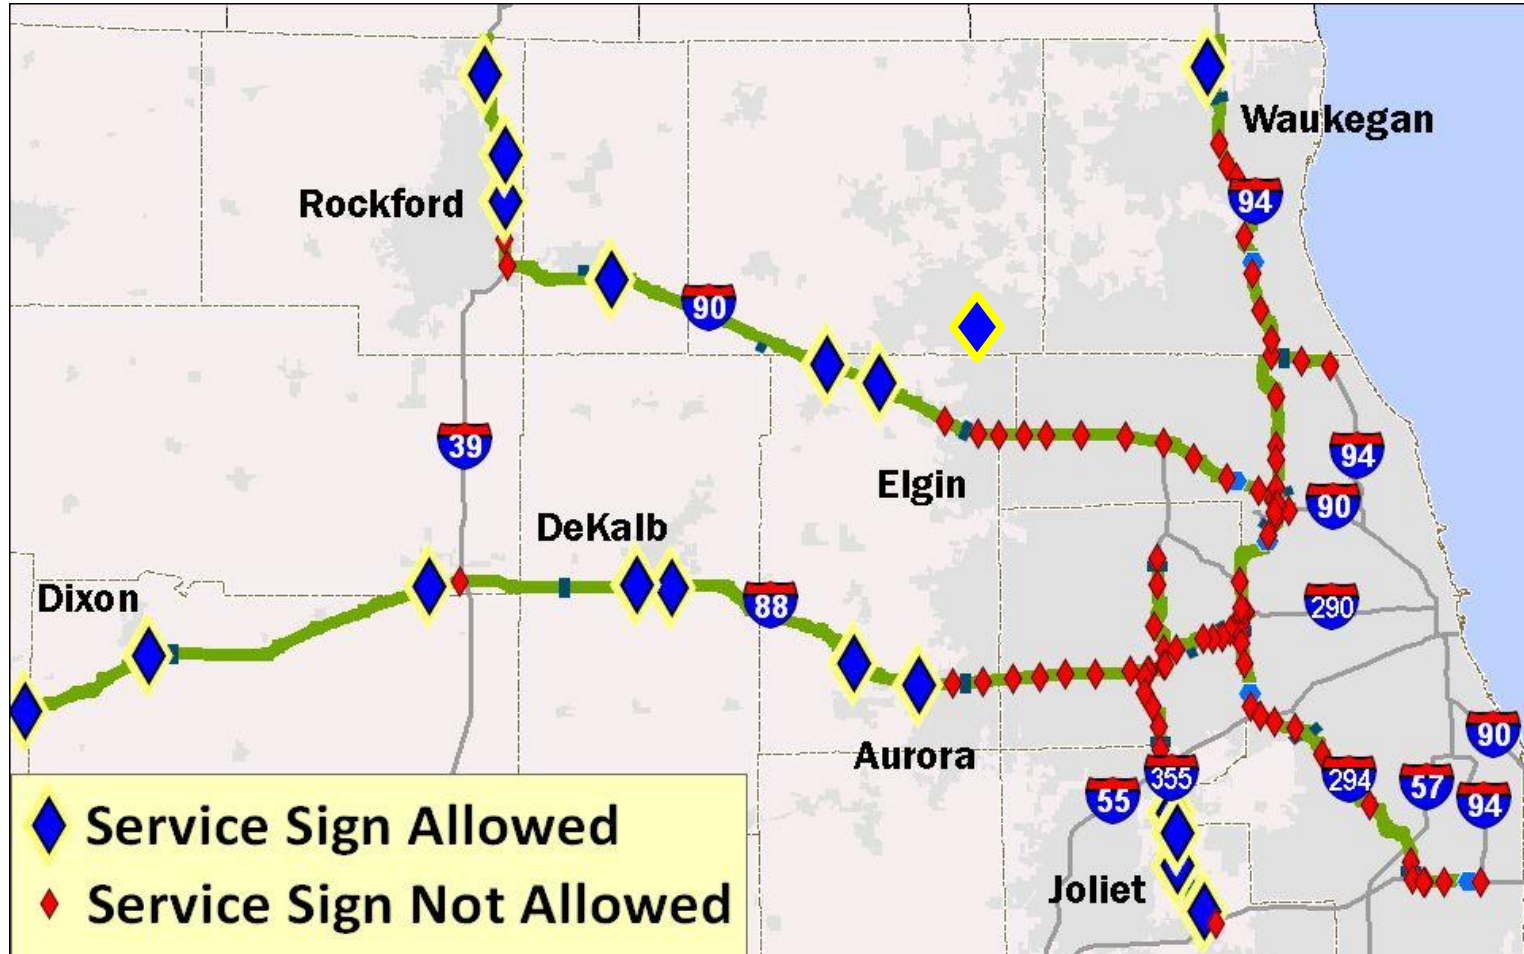 Waukegan
94
Rockford
90
39
94
Elgin
90
DeKalb
Dixon
88
290
Aurora
90
355
294
57
55
94
Service Sign Allowed
Joliet
Service Sign Not Allowed